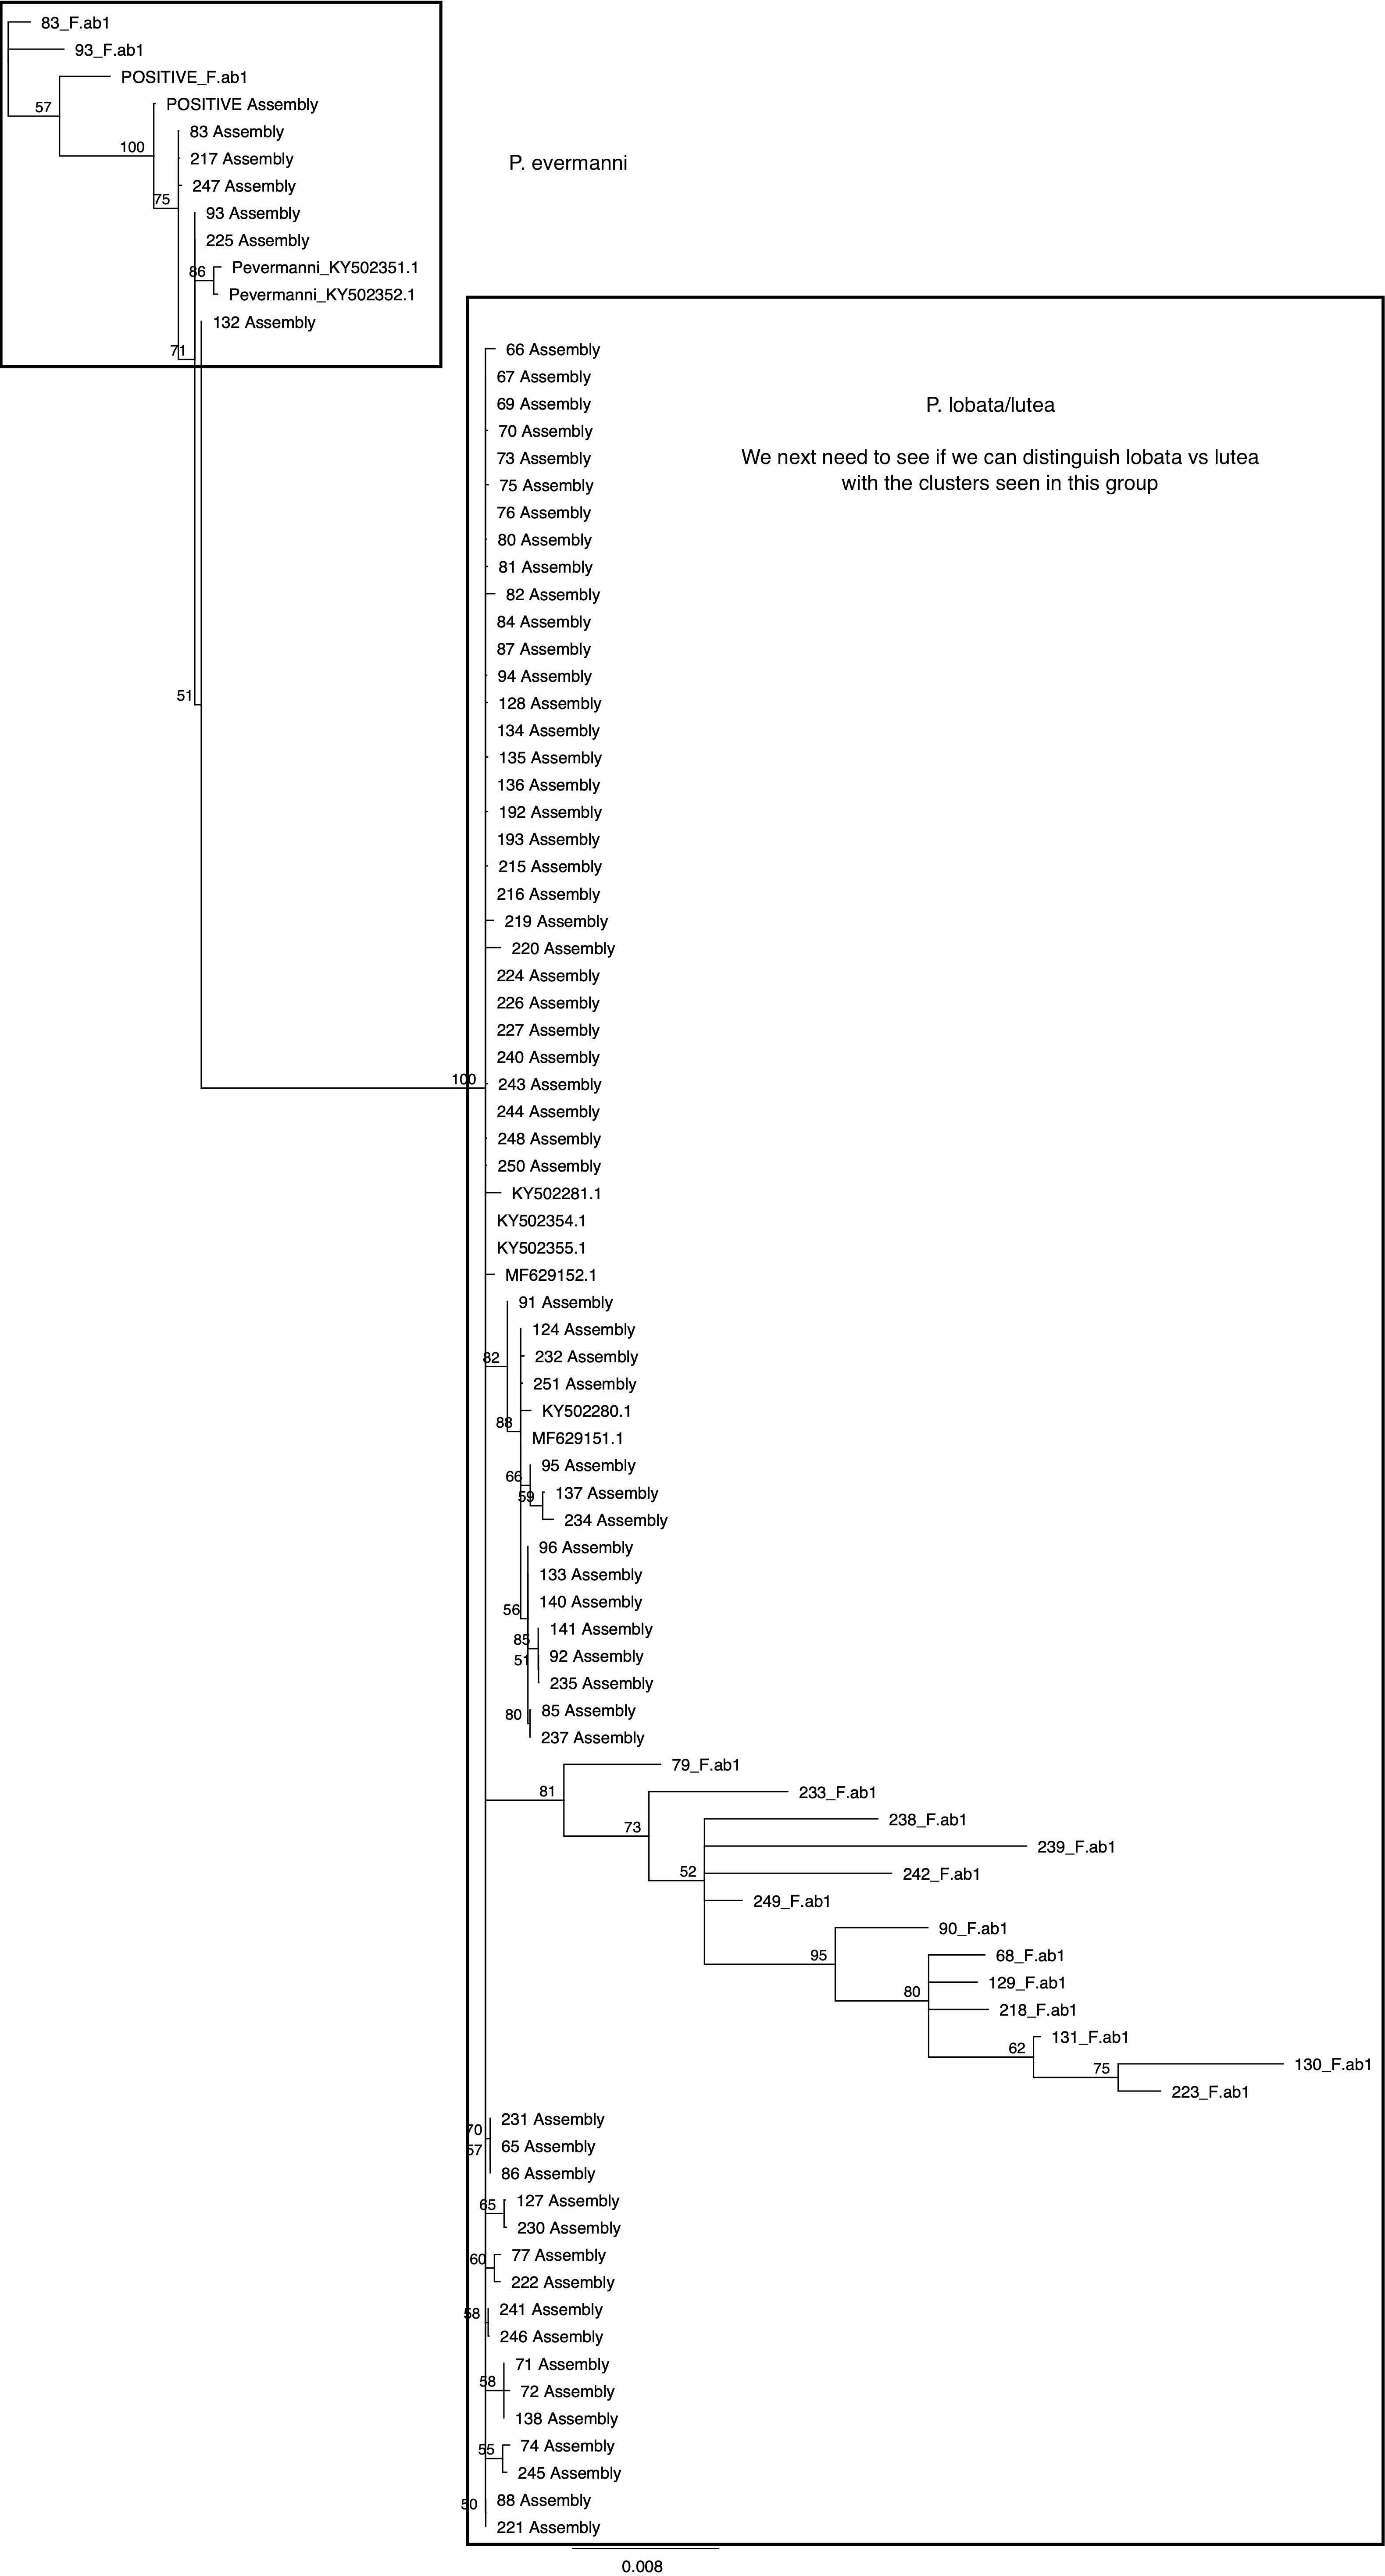 83_F.ab1
93_F.ab1
POSITIVE_F.ab1
57
POSITIVE Assembly
83 Assembly
100
217 Assembly
P. evermanni
247 Assembly
75
93 Assembly
225 Assembly
Pevermanni_KY502351.1
86
Pevermanni_KY502352.1
132 Assembly
71
66 Assembly
67 Assembly
69 Assembly
P. lobata/lutea
70 Assembly
73 Assembly
We next need to see if we can distinguish lobata vs lutea
with the clusters seen in this group
75 Assembly
76 Assembly
80 Assembly
81 Assembly
82 Assembly
84 Assembly
87 Assembly
94 Assembly
51
128 Assembly
134 Assembly
135 Assembly
136 Assembly
192 Assembly
193 Assembly
215 Assembly
216 Assembly
219 Assembly
220 Assembly
224 Assembly
226 Assembly
227 Assembly
240 Assembly
100
243 Assembly
244 Assembly
248 Assembly
250 Assembly
KY502281.1
KY502354.1
KY502355.1
MF629152.1
91 Assembly
124 Assembly
82
232 Assembly
251 Assembly
KY502280.1
88
MF629151.1
95 Assembly
66
137 Assembly
59
234 Assembly
96 Assembly
133 Assembly
140 Assembly
56
141 Assembly
85
92 Assembly
51
235 Assembly
85 Assembly
80
237 Assembly
79_F.ab1
81
233_F.ab1
238_F.ab1
73
239_F.ab1
242_F.ab1
52
249_F.ab1
90_F.ab1
95
68_F.ab1
129_F.ab1
80
218_F.ab1
131_F.ab1
62
130_F.ab1
75
223_F.ab1
231 Assembly
70
65 Assembly
57
86 Assembly
127 Assembly
65
230 Assembly
77 Assembly
60
222 Assembly
241 Assembly
58
246 Assembly
71 Assembly
58
72 Assembly
138 Assembly
74 Assembly
55
245 Assembly
88 Assembly
50
221 Assembly
0.008